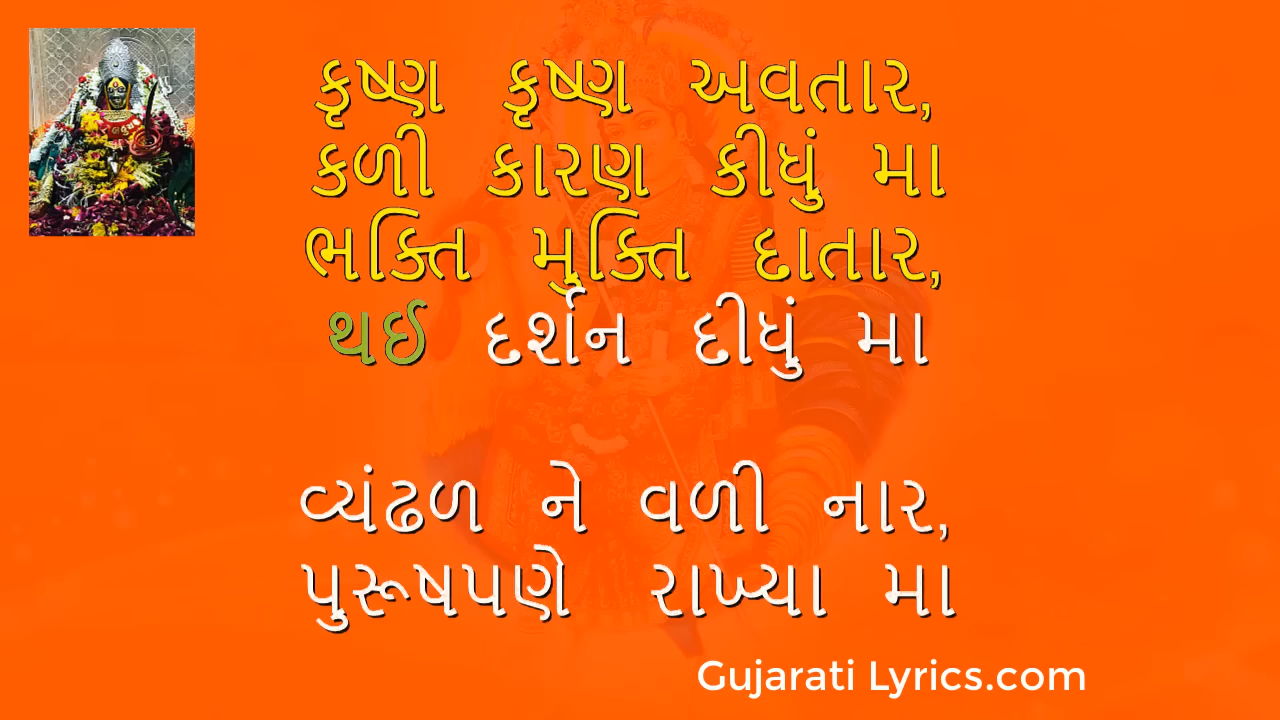 કૃષ્ણ કૃષ્ણ અવતાર,
કળી કારણ કીધું મા
ભક્તિ મુક્તિ દાતાર,
થઈ દર્શન દીધું મા
વ્યંઢળ ને વળી નાર,
પુરૂષપણે રાખ્યા મા
Gujarati Lyrics.com